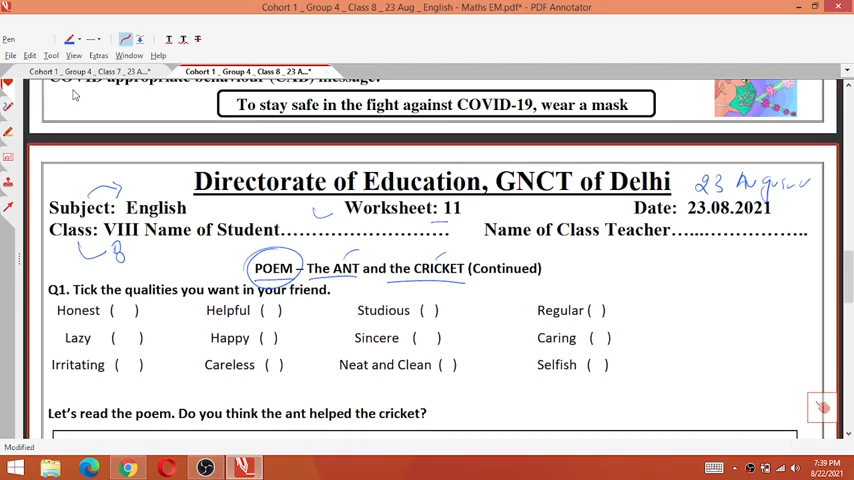 Cohort 1 _ Group 4 _ Class 8 _ 23 Aug _ English - Maths EM.pdf* - PDF Annotator
Pen
File Edit Tool View Extras Window Help
Cohort 1 _ Group 4 _ Class 7 _ 23 A... *
Cohort 1 _ Group 4 _ Class 8 _ 23 A... *
COVID appropriate behaviour (CAB) message:
To stay safe in the fight against COVID-19, wear a mask
Directorate of Education, GNCT of Delhi
23 August
Subject: English Worksheet: 11 Date: 23.08.2021
Class: VIII Name of Student.............................. Name of Class Teacher........................
8
POEM – The ANT and the CRICKET (Continued)
Q1. Tick the qualities you want in your friend.
Honest ( ) Helpful ( ) Studious ( ) Regular ( )
Lazy ( ) Happy ( ) Sincere ( ) Caring ( )
Irritating ( ) Careless ( ) Neat and Clean ( ) Selfish ( )
Let's read the poem. Do you think the ant helped the cricket?
Modified
7:39 PM
8/22/2021